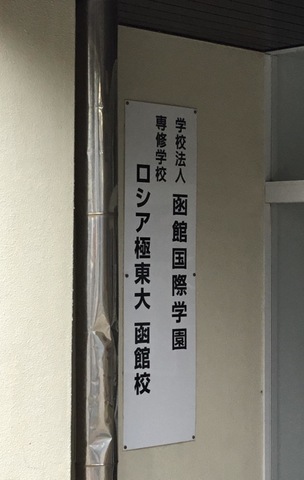 学校法人 函館国際学園
専修学校 ロシア極東大 函館校